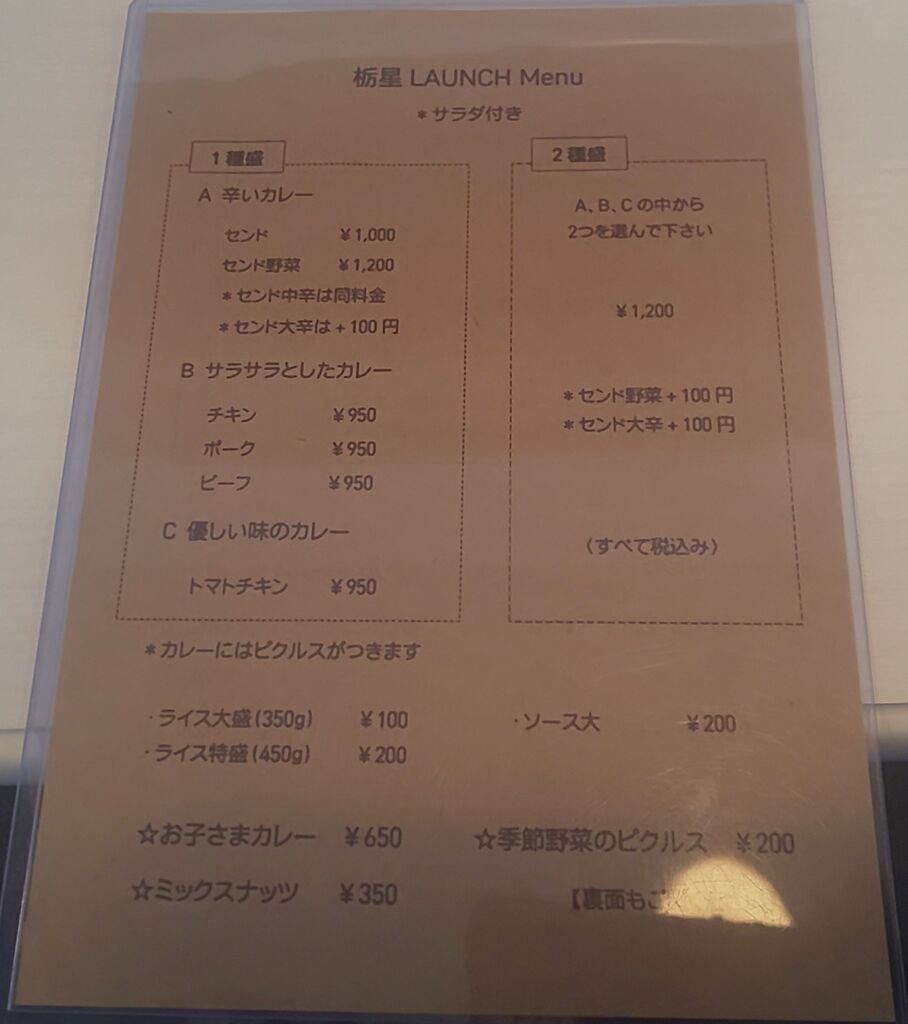 栃星 LAUNCH Menu
*サラダ付き
1種盛
A 辛いカレー
センド ¥1,000
センド野菜 ¥1,200
*センド中辛は同料金
*センド大辛は+100円
B サラサラとしたカレー
チキン ¥950
ポーク ¥950
ビーフ ¥950
C 優しい味のカレー
トマトチキン ¥950
2種盛
A、B、Cの中から
2つを選んで下さい
¥1,200
*センド野菜+100円
*センド大辛+100円
〈すべて税込み〉
*カレーにはピクルスがつきます
・ライス大盛(350g) ¥100
・ライス特盛(450g) ¥200
・ソース大 ¥200
☆お子さまカレー ¥650
☆ミックスナッツ ¥350
☆季節野菜のピクルス ¥200
【裏面も